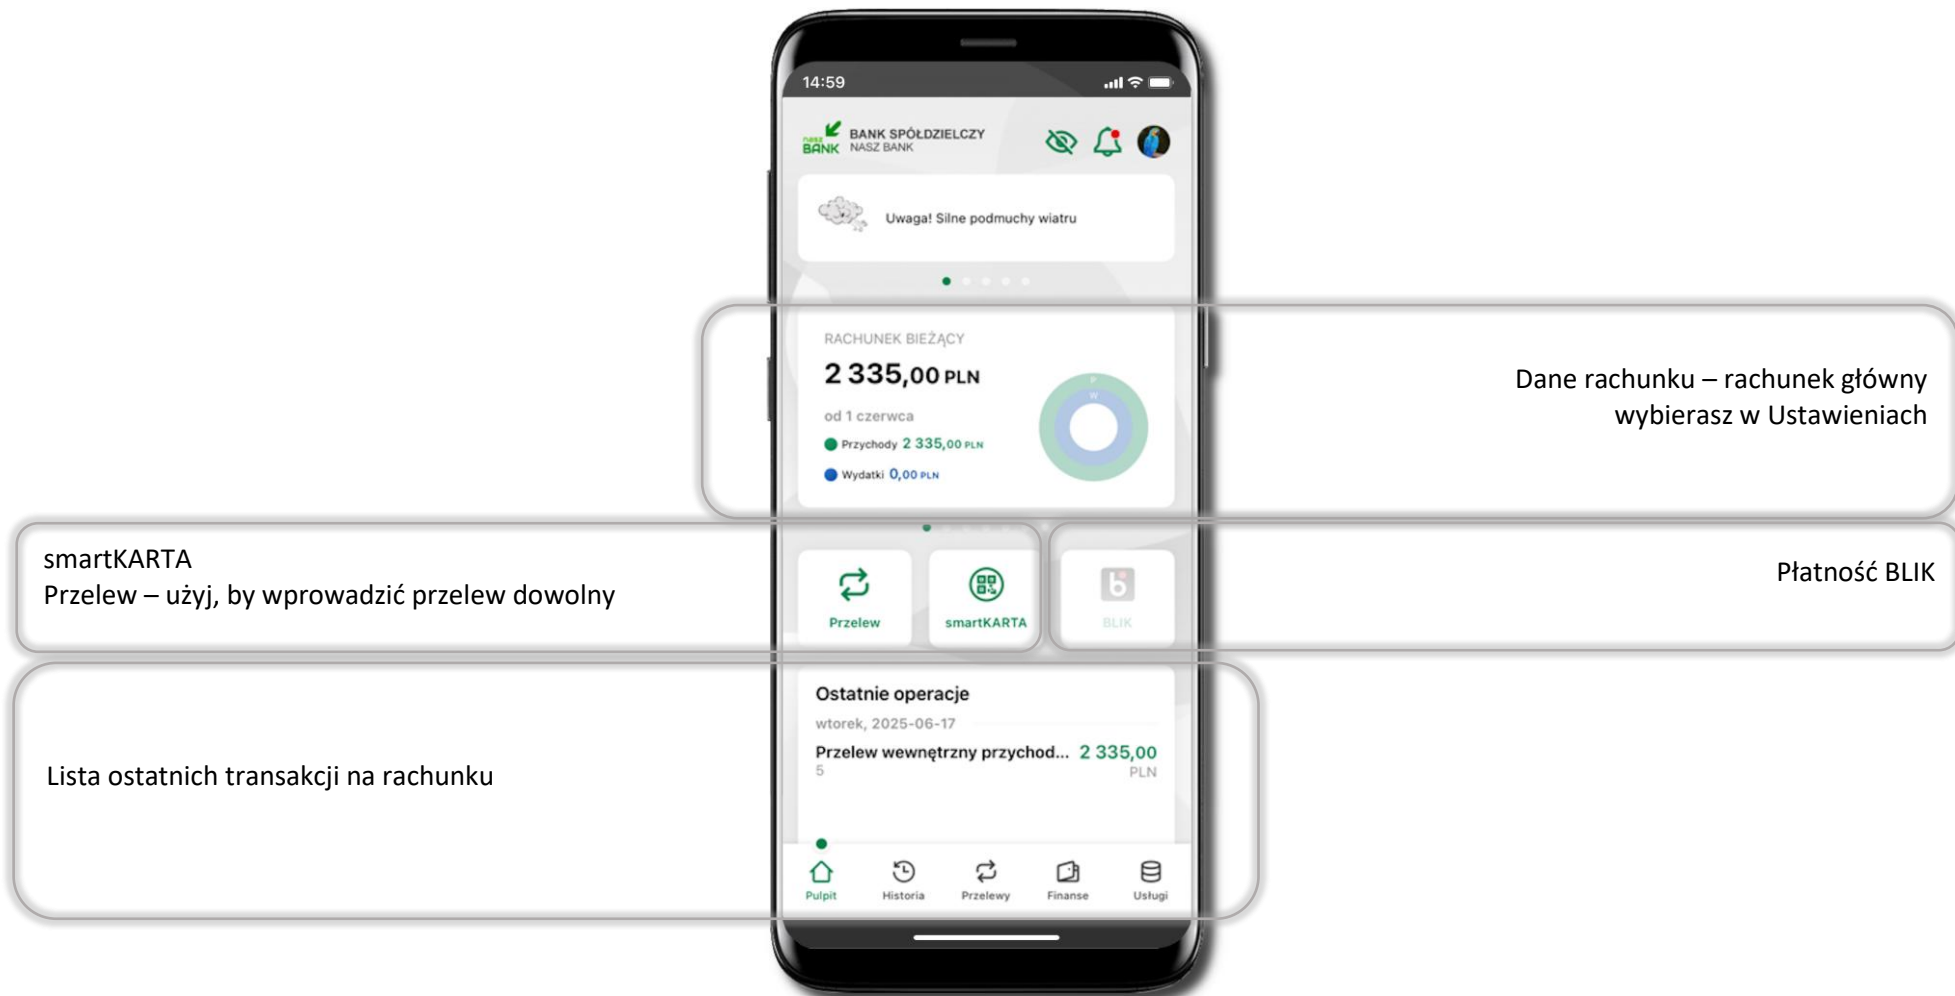 14:59
nasz
BANK
BANK SPÓŁDZIELCZY
NASZ BANK
Uwaga! Silne podmuchy wiatru
RACHUNEK BIEŻĄCY
2 335,00 PLN
od 1 czerwca
Przychody 2 335,00 PLN
Wydatki 0,00 PLN
P
W
Dane rachunku – rachunek główny
wybierasz w Ustawieniach
smartKARTA
Przelew – użyj, by wprowadzić przelew dowolny
Przelew
smartKARTA
b
BLIK
Płatność BLIK
Ostatnie operacje
wtorek, 2025-06-17
Przelew wewnętrzny przychod... 2 335,00
5 PLN
Lista ostatnich transakcji na rachunku
Pulpit
Historia
Przelewy
Finanse
Usługi